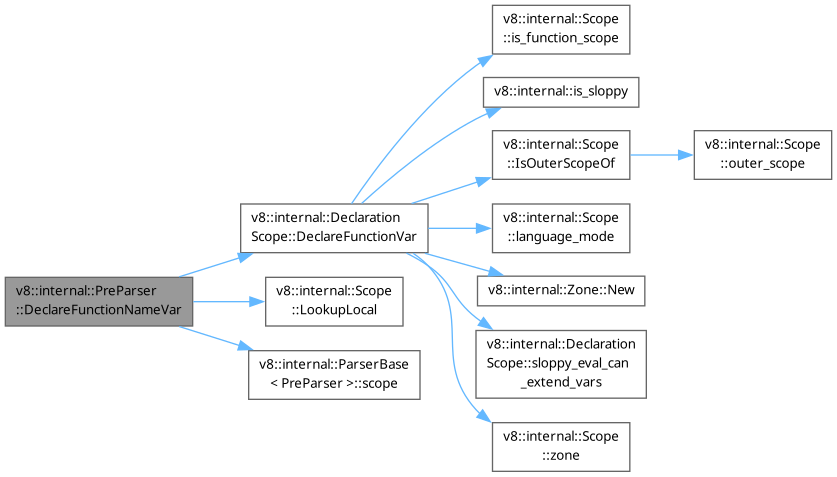 v8::internal::Scope
::is_function_scope
v8::internal::is_sloppy
v8::internal::Scope
::IsOuterScopeOf
v8::internal::Scope
::outer_scope
v8::internal::Declaration
Scope::DeclareFunctionVar
v8::internal::Scope
::language_mode
v8::internal::PreParser
::DeclareFunctionNameVar
v8::internal::Scope
::LookupLocal
v8::internal::Zone::New
v8::internal::ParserBase
< PreParser >::scope
v8::internal::Declaration
Scope::sloppy_eval_can
_extend_vars
v8::internal::Scope
::zone